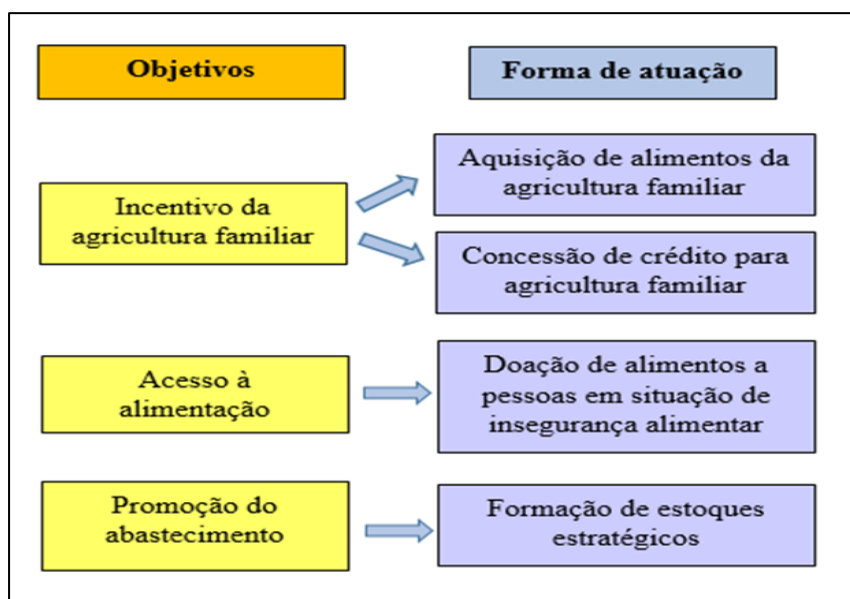 Objetivos
Forma de atuação
Incentivo da
agricultura familiar
Aquisição de alimentos da
agricultura familiar
Concessão de crédito para
agricultura familiar
Acesso à
alimentação
Doação de alimentos a
pessoas em situação de
insegurança alimentar
Promoção do
abastecimento
Formação de estoques
estratégicos